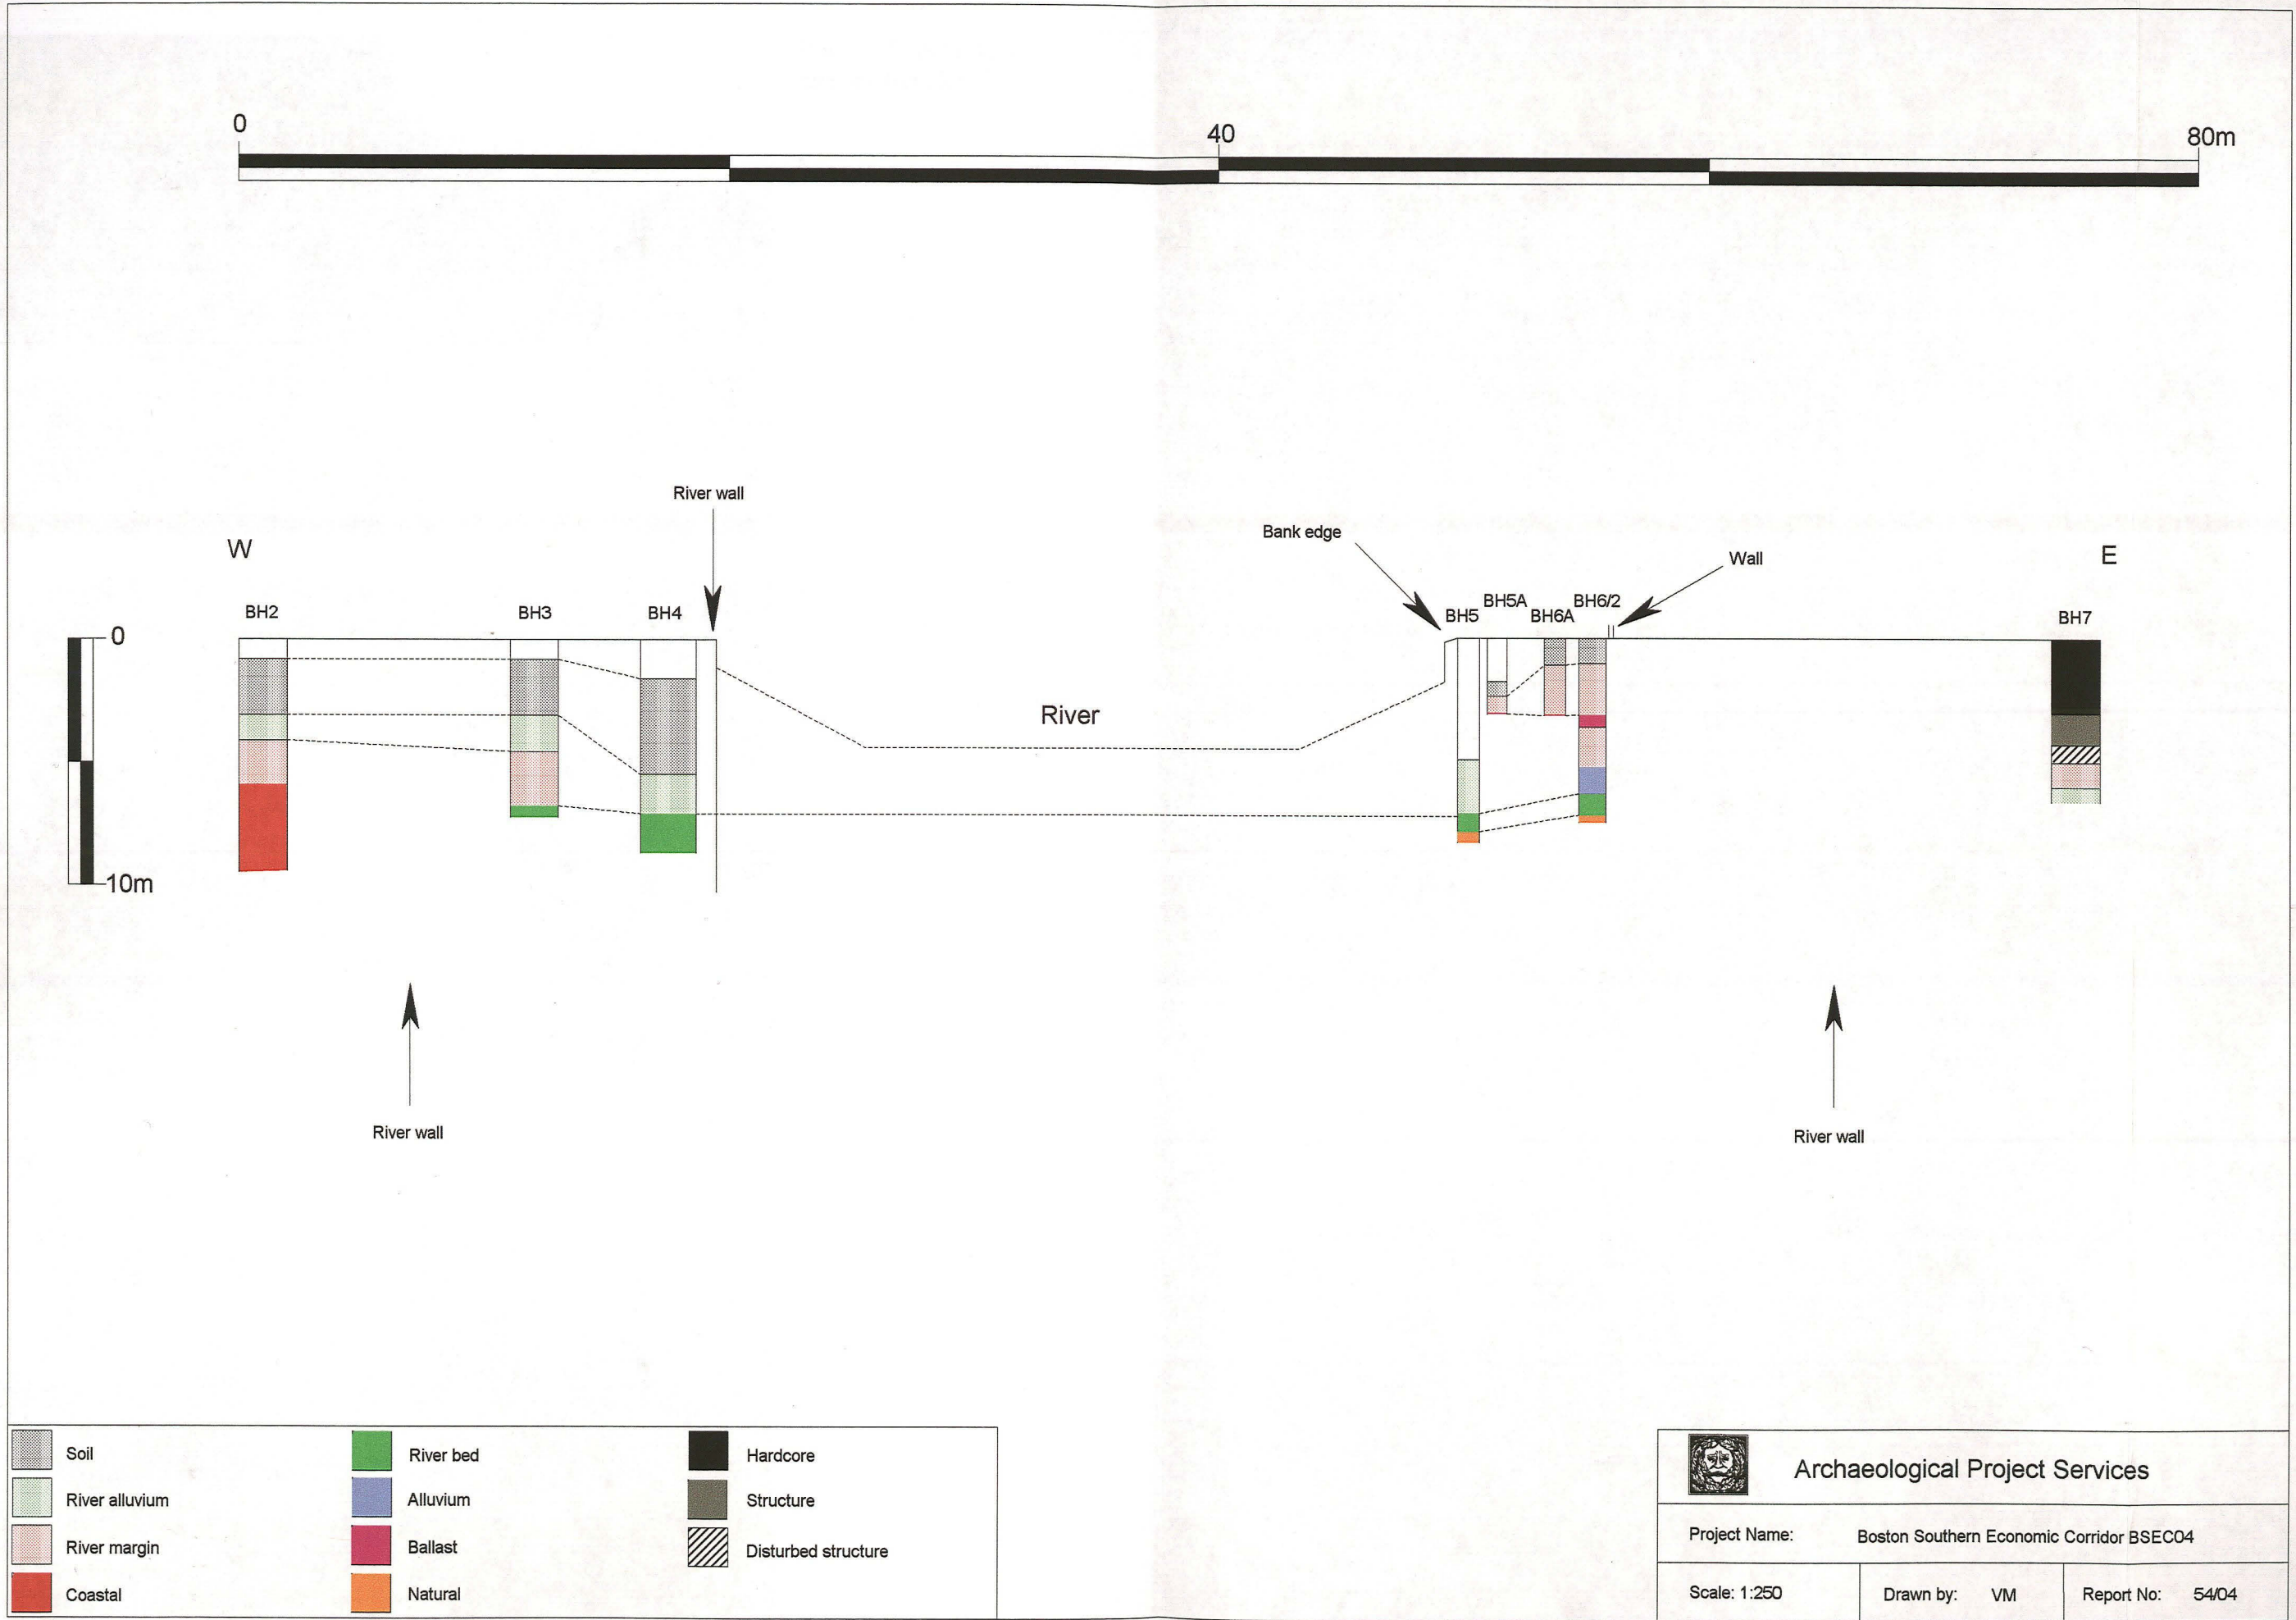 0
40
80m
River wall
Bank edge
W
Wall
E
BH2
BH3
BH4
BH5
BH5A
BH6A
BH6/2
BH7
0
River
10m
River wall
River wall
Soil
River bed
Hardcore
River alluvium
Alluvium
Structure
River margin
Ballast
Disturbed structure
Coastal
Natural
Archaeological Project Services
Project Name: Boston Southern Economic Corridor BSEC04
Scale: 1:250
Drawn by: VM
Report No: 54/04